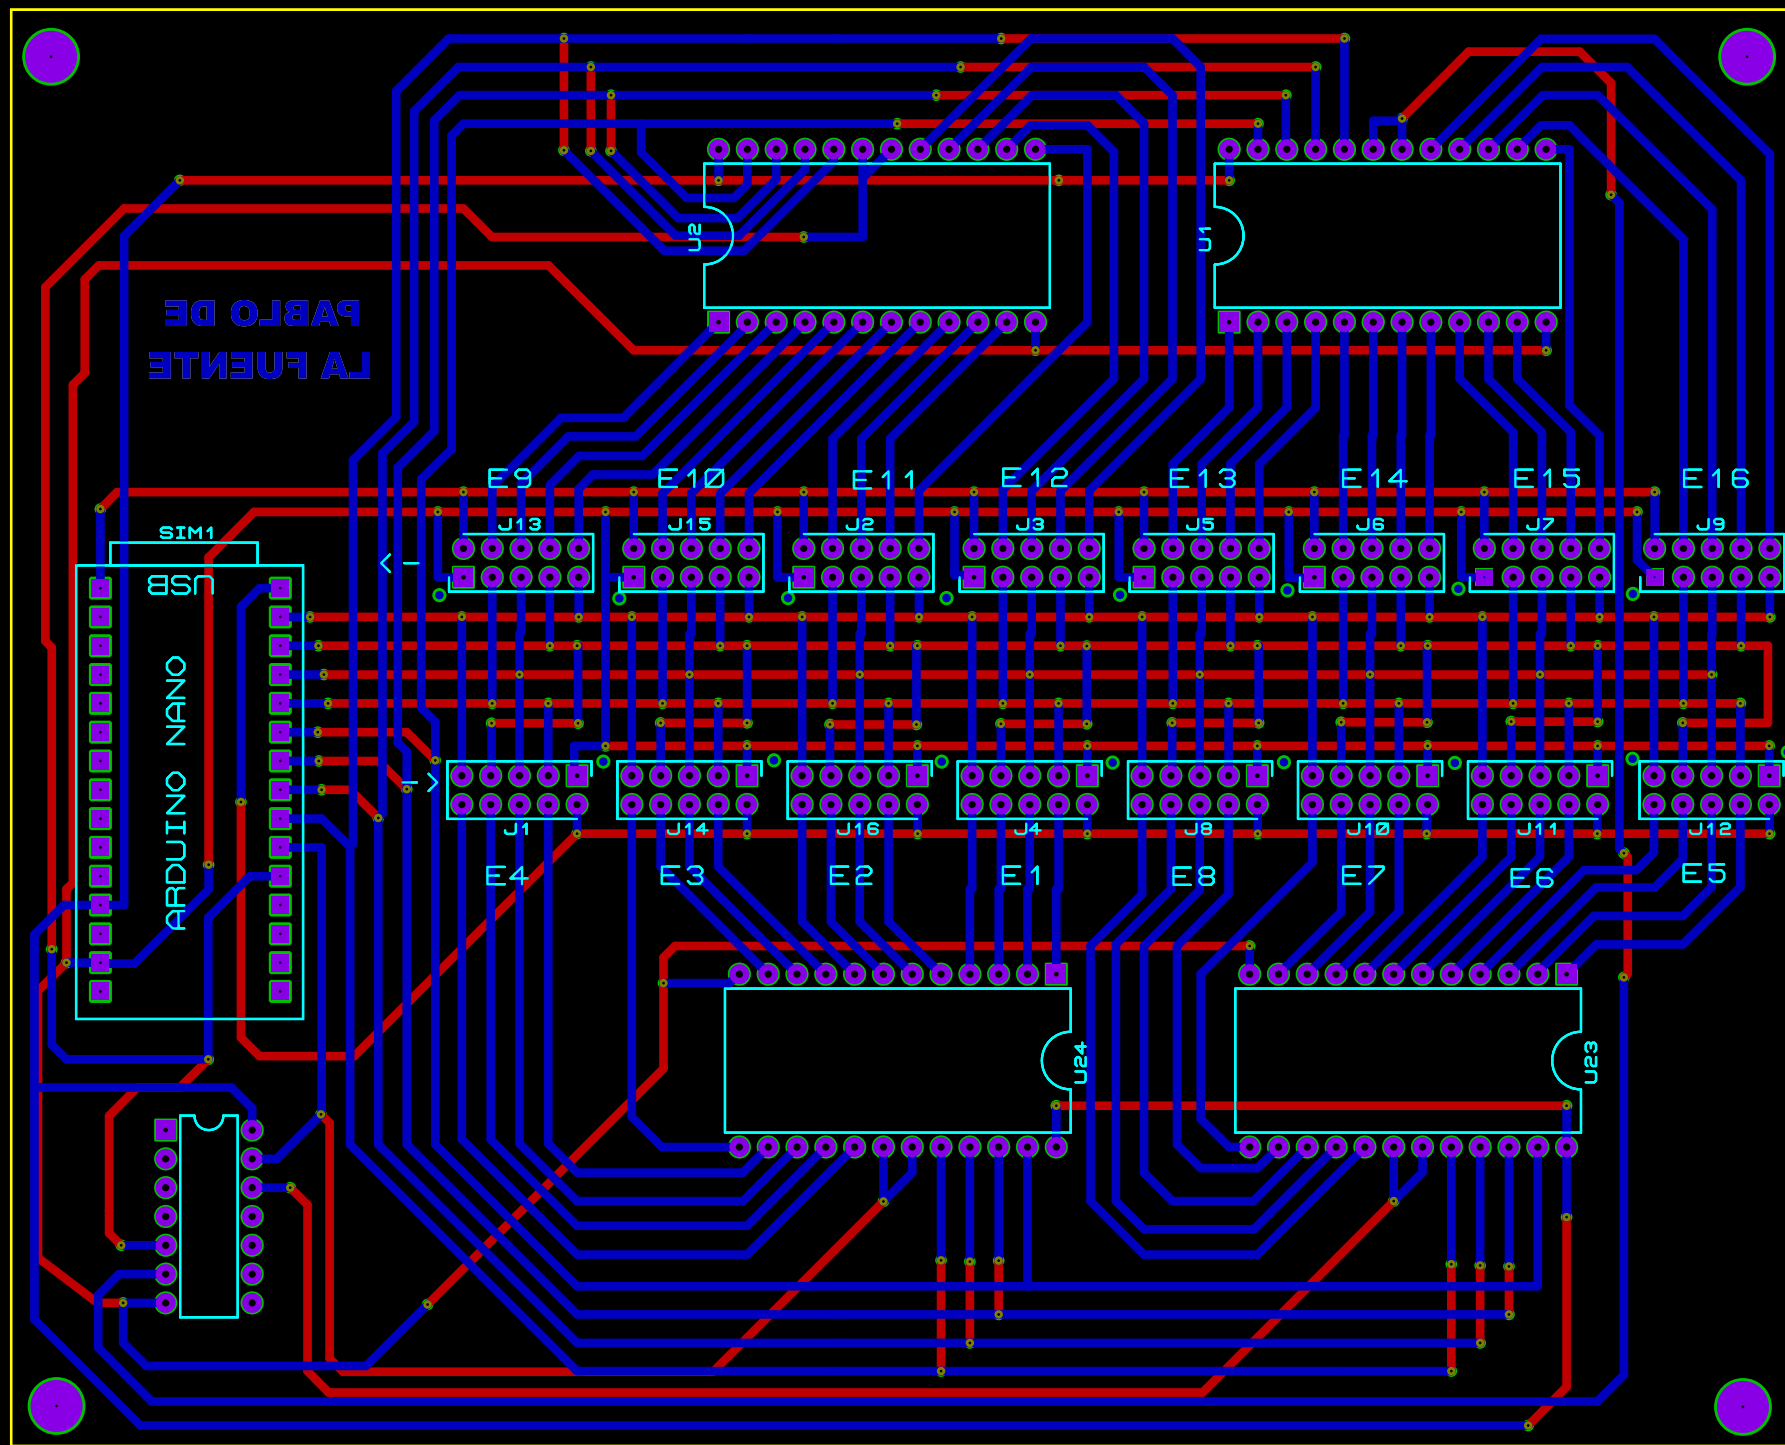 U2
U1
PABLO DE
LA FUENTE
E9 E10 E11 E12 E13 E14 E15 E16
J13 J15 J2 J3 J5 J6 J7 J9
SIM1
USB
ARDUINO NANO
J1 J14 J16 J4 J8 J10 J11 J12
E4 E3 E2 E1 E8 E7 E6 E5
U24
U23